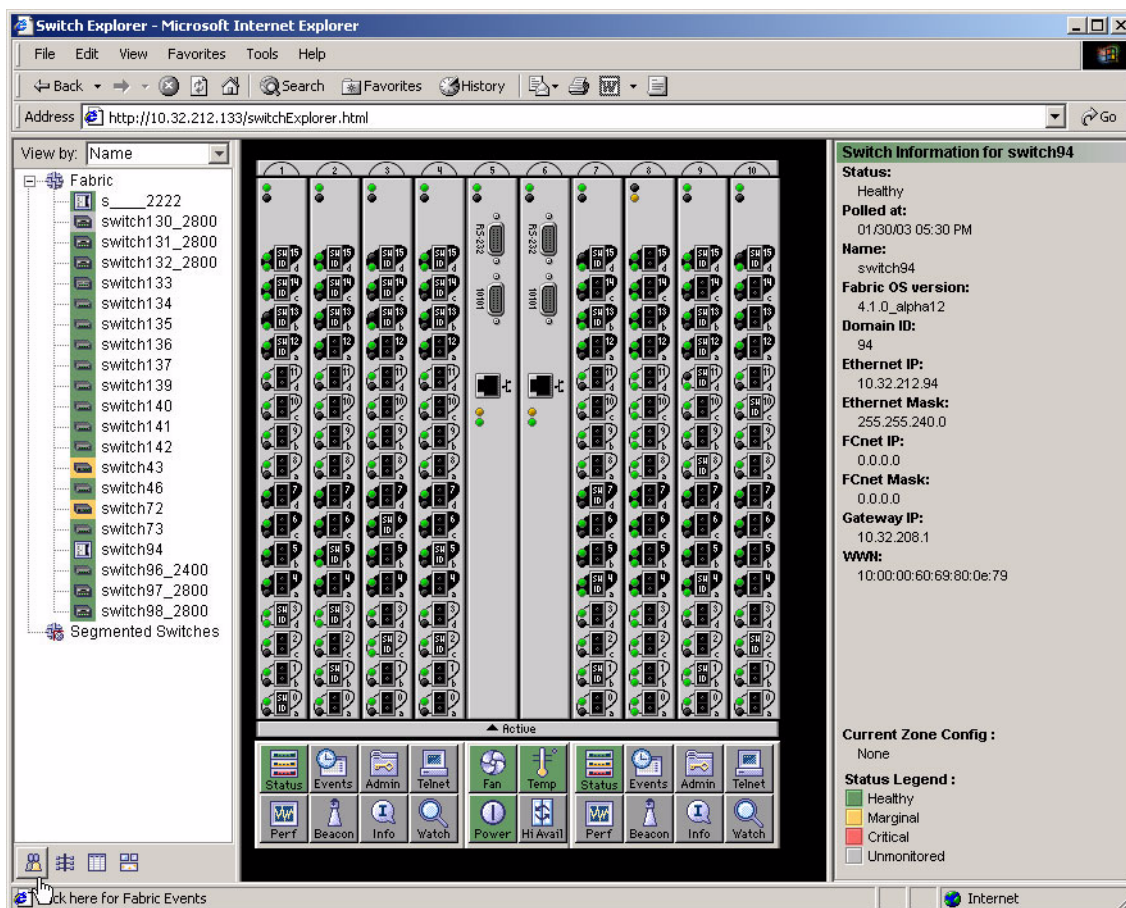 Switch Explorer - Microsoft Internet Explorer
File Edit View Favorites Tools Help
Back Search Favorites History
Address http://10.32.212.133/switchExplorer.html Go
View by: Name
Fabric
s____2222
switch130_2800
switch131_2800
switch132_2800
switch133
switch134
switch135
switch136
switch137
switch139
switch140
switch141
switch142
switch43
switch46
switch72
switch73
switch94
switch96_2400
switch97_2800
switch98_2800
Segmented Switches
1 2 3 4 5 6 7 8 9 10
RS-232 RS-232
10101 10101
Active
Status Events Admin Telnet Fan Temp Status Events Admin Telnet
Perf Beacon Info Watch Power Hi Avail Perf Beacon Info Watch
Switch Information for switch94
Status:
Healthy
Polled at:
01/30/03 05:30 PM
Name:
switch94
Fabric OS version:
4.1.0_alpha12
Domain ID:
94
Ethernet IP:
10.32.212.94
Ethernet Mask:
255.255.240.0
FCnet IP:
0.0.0.0
FCnet Mask:
0.0.0.0
Gateway IP:
10.32.208.1
WWN:
10:00:00:60:69:80:0e:79
Current Zone Config :
None
Status Legend :
Healthy
Marginal
Critical
Unmonitored
here for Fabric Events
Internet